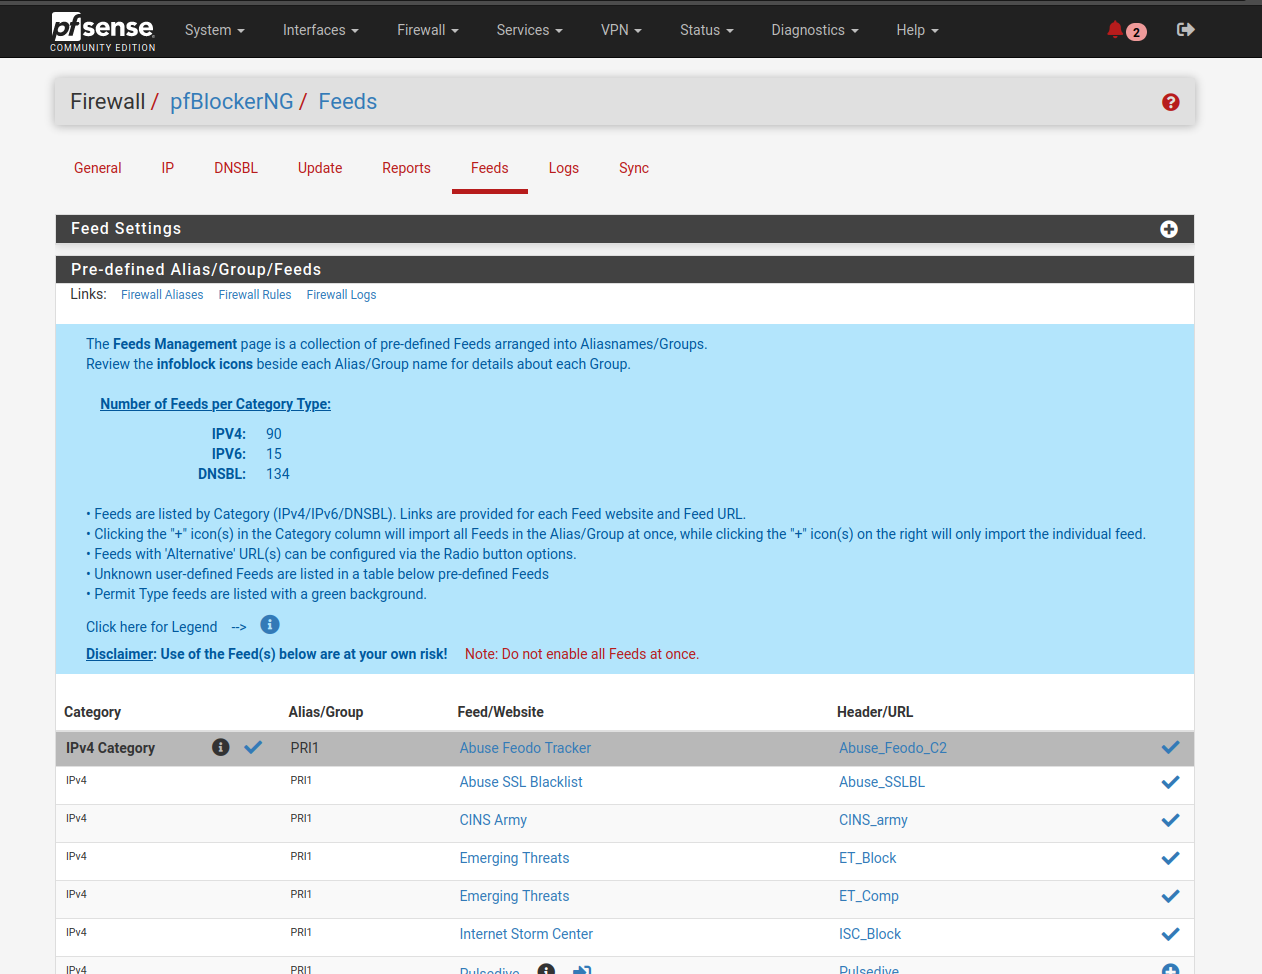 pfsense
COMMUNITY EDITION
System
Interfaces
Firewall
Services
VPN
Status
Diagnostics
Help
2
Firewall / pfBlockerNG / Feeds
General
IP
DNSBL
Update
Reports
Feeds
Logs
Sync
Feed Settings
Pre-defined Alias/Group/Feeds
Links: Firewall Aliases Firewall Rules Firewall Logs
The Feeds Management page is a collection of pre-defined Feeds arranged into Aliasnames/Groups.
Review the infoblock icons beside each Alias/Group name for details about each Group.
Number of Feeds per Category Type:
IPV4: 90
IPV6: 15
DNSBL: 134
• Feeds are listed by Category (IPv4/IPv6/DNSBL). Links are provided for each Feed website and Feed URL.
• Clicking the "+" icon(s) in the Category column will import all Feeds in the Alias/Group at once, while clicking the "+" icon(s) on the right will only import the individual feed.
• Feeds with 'Alternative' URL(s) can be configured via the Radio button options.
• Unknown user-defined Feeds are listed in a table below pre-defined Feeds
• Permit Type feeds are listed with a green background.
Click here for Legend -->
Disclaimer: Use of the Feed(s) below are at your own risk! Note: Do not enable all Feeds at once.
Category Alias/Group Feed/Website Header/URL
IPv4 Category PRI1 Abuse Feodo Tracker Abuse_Feodo_C2
IPv4 PRI1 Abuse SSL Blacklist Abuse_SSLBL
IPv4 PRI1 CINS Army CINS_army
IPv4 PRI1 Emerging Threats ET_Block
IPv4 PRI1 Emerging Threats ET_Comp
IPv4 PRI1 Internet Storm Center ISC_Block
IPv4 PRI1 Pulsedive Pulsedive